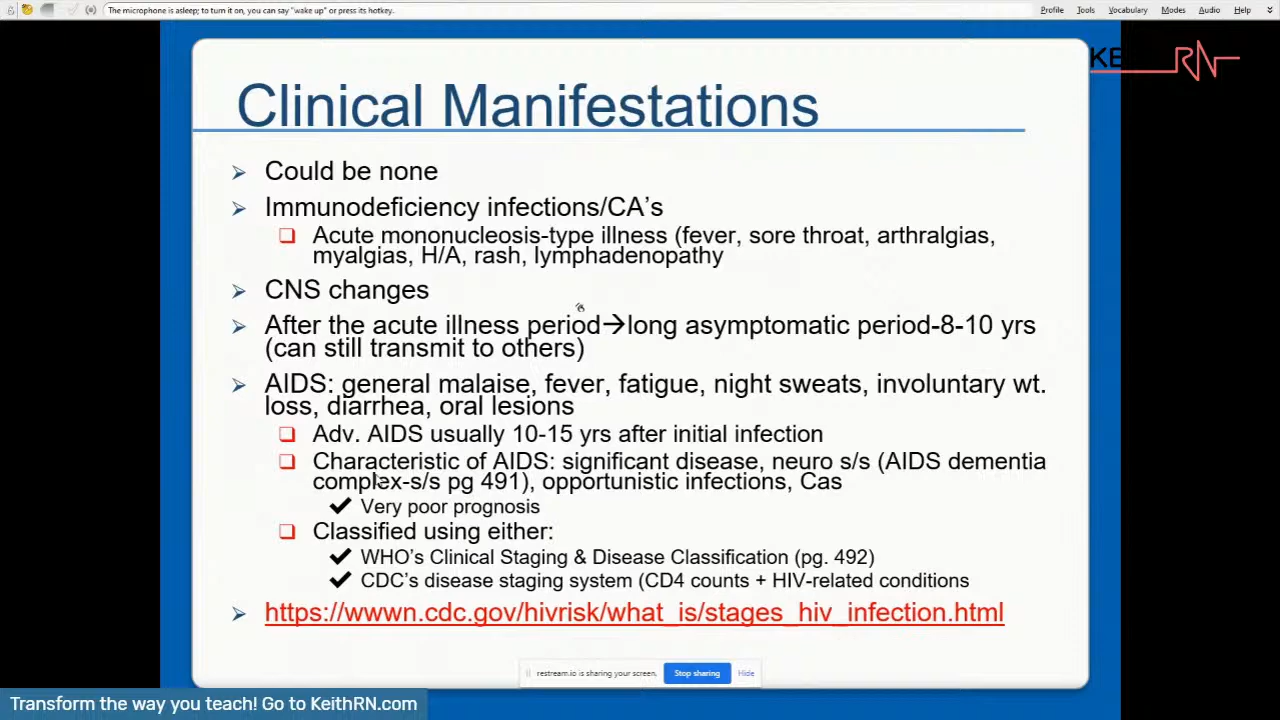 The microphone is asleep; to turn it on, you can say "wake up" or press its hotkey.
Profile Tools Vocabulary Modes Audio Help
RN
Clinical Manifestations
Could be none
Immunodeficiency infections/CA's
Acute mononucleosis-type illness (fever, sore throat, arthralgias,
myalgias, H/A, rash, lymphadenopathy
CNS changes
After the acute illness period→long asymptomatic period-8-10 yrs
(can still transmit to others)
AIDS: general malaise, fever, fatigue, night sweats, involuntary wt.
loss, diarrhea, oral lesions
Adv. AIDS usually 10-15 yrs after initial infection
Characteristic of AIDS: significant disease, neuro s/s (AIDS dementia
complex-s/s pg 491), opportunistic infections, Cas
Very poor prognosis
Classified using either:
WHO's Clinical Staging & Disease Classification (pg. 492)
CDC's disease staging system (CD4 counts + HIV-related conditions
https://wwwn.cdc.gov/hivrisk/what_is/stages_hiv_infection.html
restream.io is sharing your screen. Stop sharing Hide
Transform the way you teach! Go to KeithRN.com